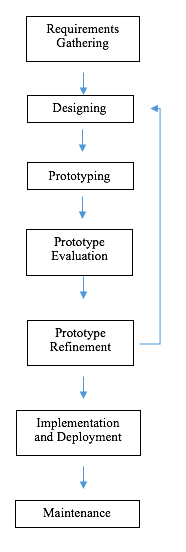 Requirements
Gathering
Designing
Prototyping
Prototype
Evaluation
Prototype
Refinement
Implementation
and Deployment
Maintenance